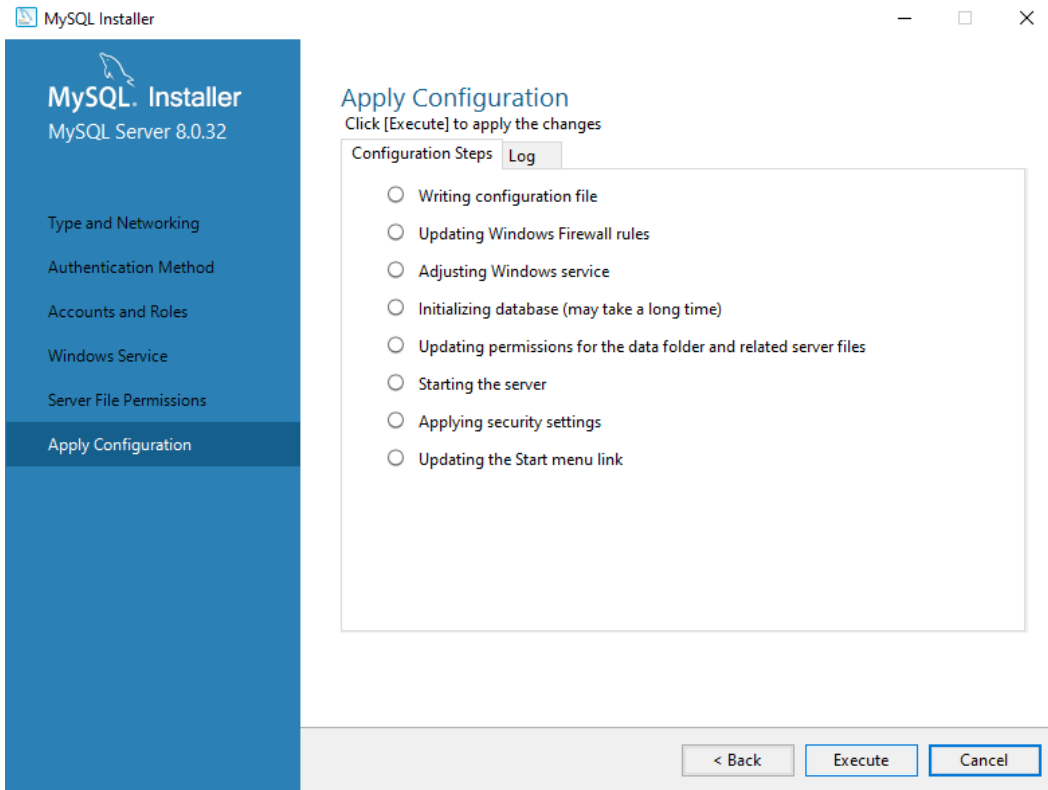 MySQL Installer
MySQL. Installer
MySQL Server 8.0.32
Type and Networking
Authentication Method
Accounts and Roles
Windows Service
Server File Permissions
Apply Configuration
Apply Configuration
Click [Execute] to apply the changes
Configuration Steps Log
Writing configuration file
Updating Windows Firewall rules
Adjusting Windows service
Initializing database (may take a long time)
Updating permissions for the data folder and related server files
Starting the server
Applying security settings
Updating the Start menu link
< Back Execute Cancel